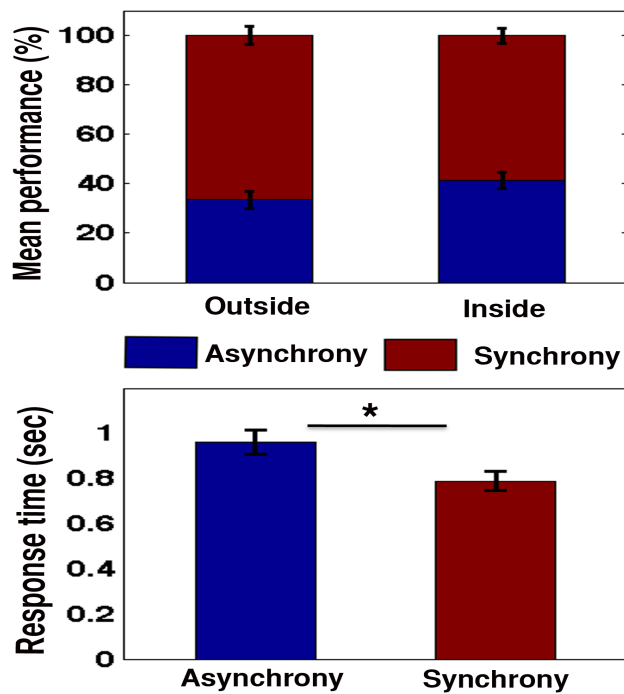 Mean performance (%)
100
80
60
40
20
0
Outside Inside
Asynchrony Synchrony
Response time (sec)
*
1
0.8
0.6
0.4
0.2
0
Asynchrony Synchrony